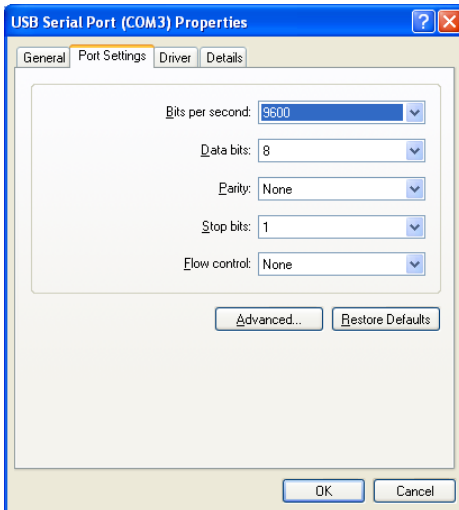 USB Serial Port (COM3) Properties
General Port Settings Driver Details
Bits per second: 9600
Data bits: 8
Parity: None
Stop bits: 1
Flow control: None
Advanced... Restore Defaults
OK Cancel